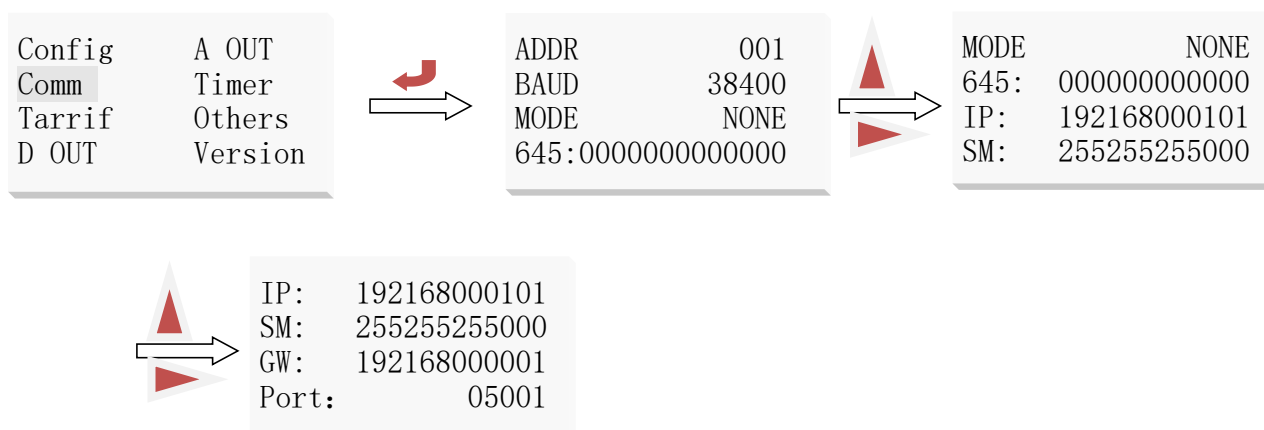 Config A OUT
Comm Timer
Tarrif Others
D OUT Version
ADDR 001
BAUD 38400
MODE NONE
645:0000000000000
MODE NONE
645: 000000000000
IP: 192168000101
SM: 255255255000
IP: 192168000101
SM: 255255255000
GW: 192168000001
Port： 05001